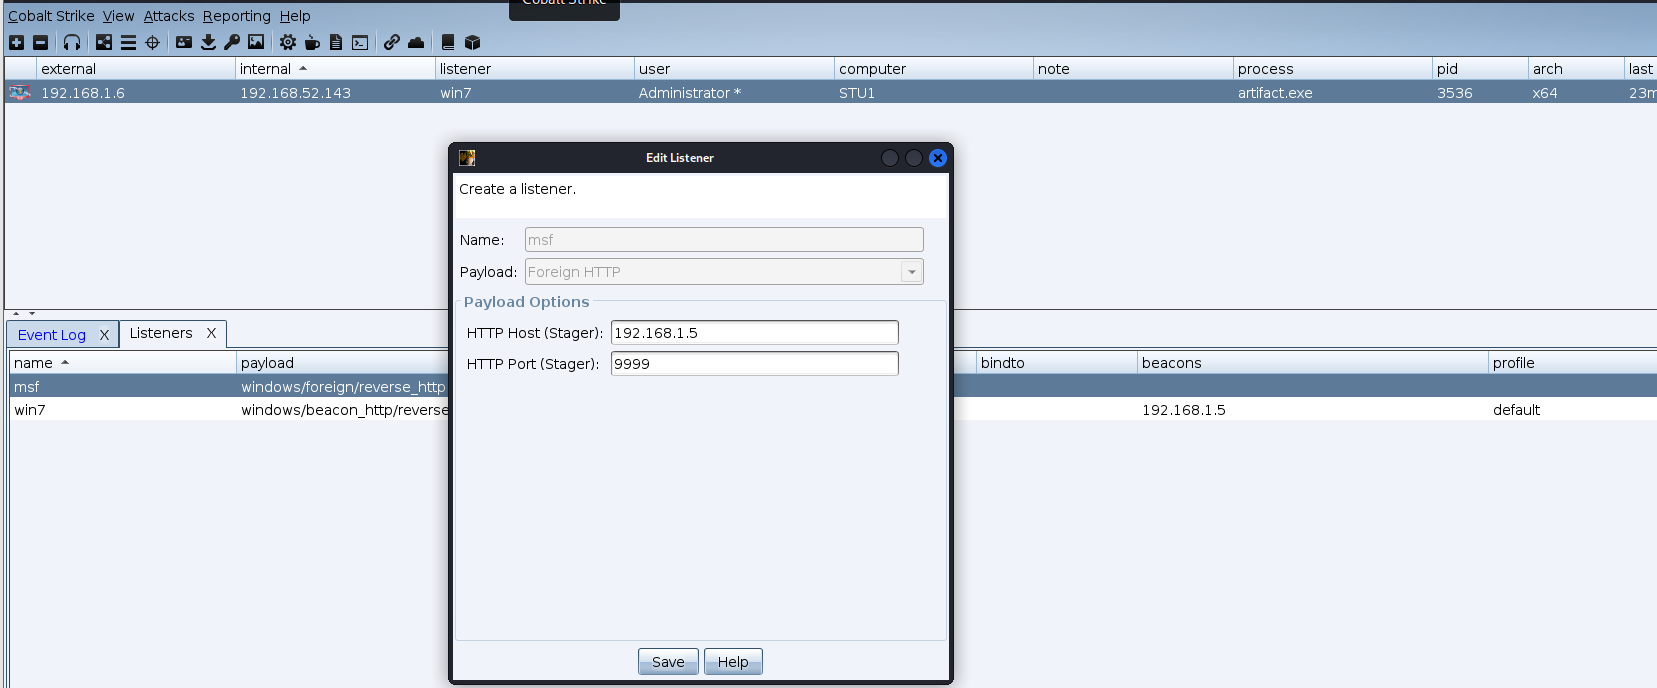 Cobalt Strike
Cobalt Strike View Attacks Reporting Help
external internal listener user computer note process pid arch last
192.168.1.6 192.168.52.143 win7 Administrator * STU1 artifact.exe 3536 x64 23m
Edit Listener
Create a listener.
Name: msf
Payload: Foreign HTTP
Payload Options
HTTP Host (Stager): 192.168.1.5
HTTP Port (Stager): 9999
Save Help
Event Log X Listeners X
name payload bindto beacons profile
msf windows/foreign/reverse_http
win7 windows/beacon_http/reverse 192.168.1.5 default